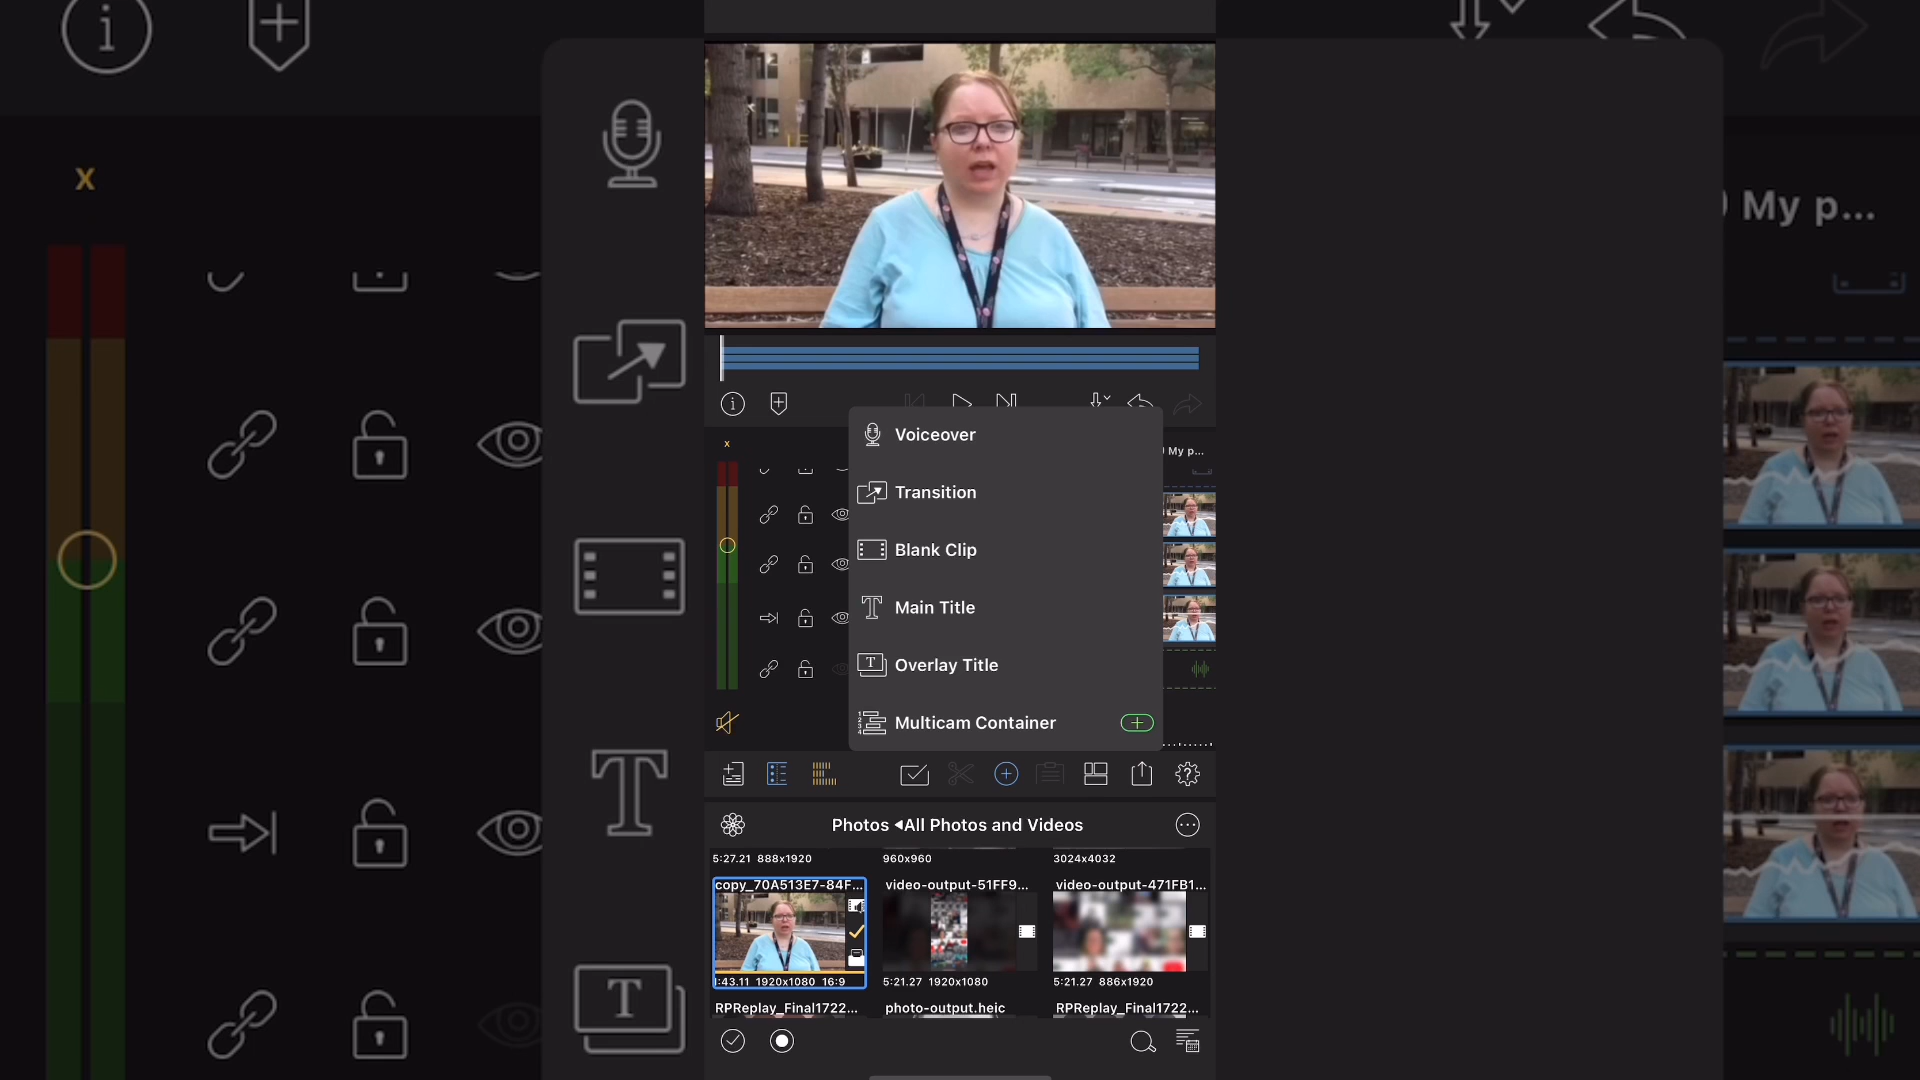 X
My p...
x
My p...
Voiceover
Transition
Blank Clip
Main Title
Overlay Title
Multicam Container
Photos ◂All Photos and Videos
5:27.21 888x1920
960x960
3024x4032
copy_70A513E7-84F...
video-output-51FF9...
video-output-471FB1...
1:43.11 1920x1080 16:9
5:21.27 1920x1080
5:21.27 886x1920
RPReplay_Final1722...
photo-output.heic
RPReplay_Final1722...